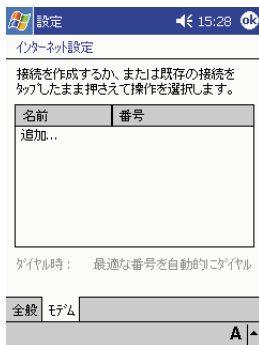 設定 15:28 ok
インターネット設定
接続を作成するか、または既存の接続を
タップしたまま押さえて操作を選択します。
名前 番号
追加...
ダイヤル時： 最適な番号を自動的にダイヤル
全般 モデム
A